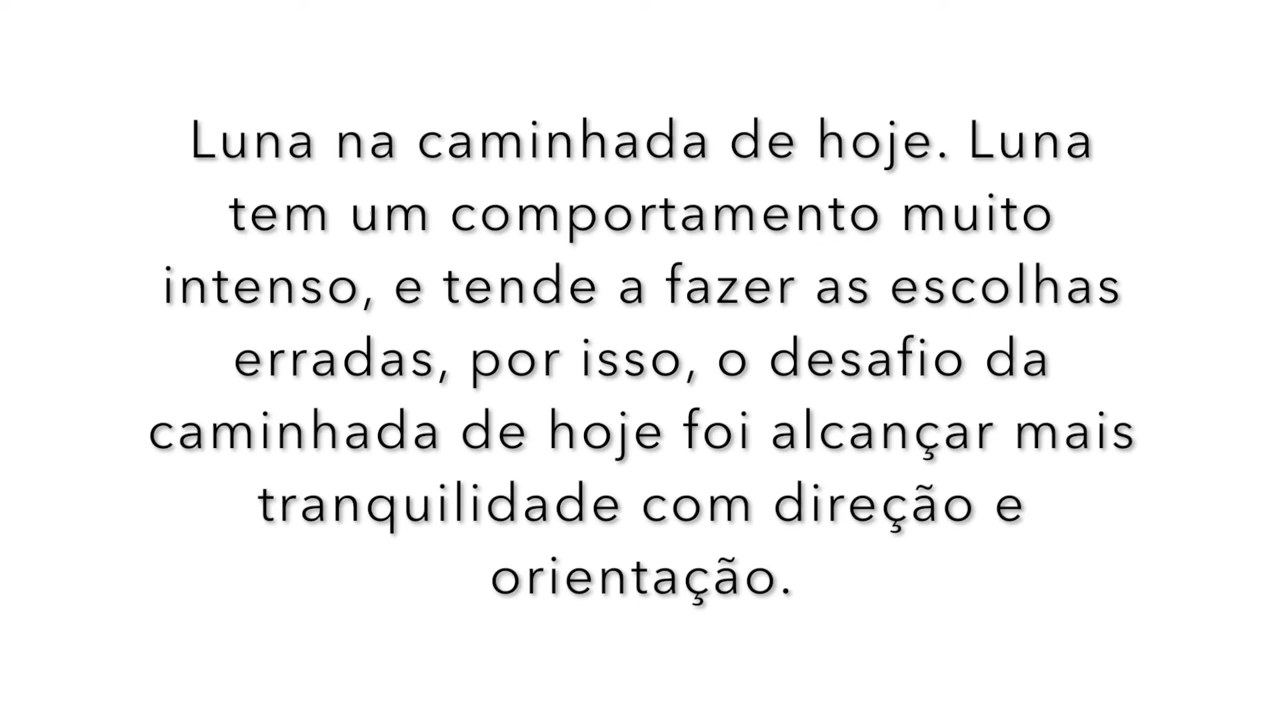 Luna na caminhada de hoje. Luna
tem um comportamento muito
intenso, e tende a fazer as escolhas
erradas, por isso, o desafio da
caminhada de hoje foi alcançar mais
tranquilidade com direção e
orientação.